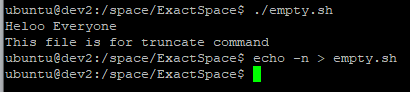 ubuntu@dev2:/space/ExactSpace$ ./empty.sh
Heloo Everyone
This file is for truncate command
ubuntu@dev2:/space/ExactSpace$ echo -n > empty.sh
ubuntu@dev2:/space/ExactSpace$